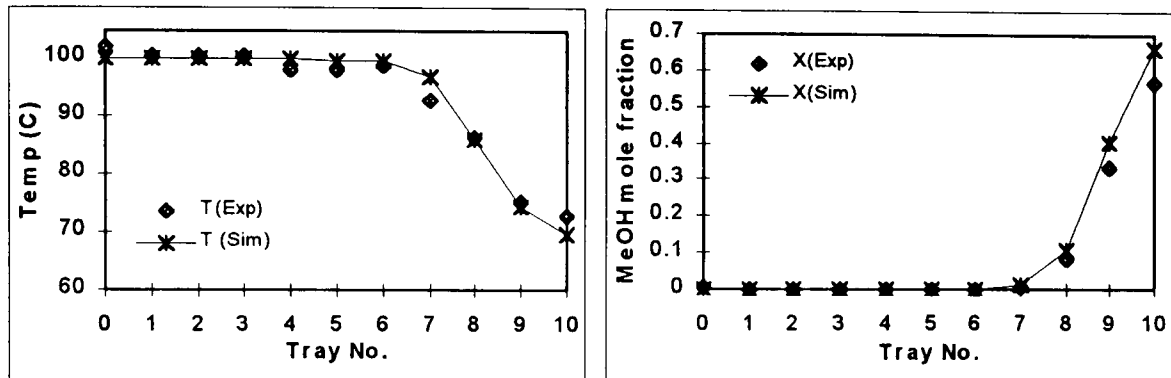 Temp (C)
100
90
80
70
60
T(Exp)
T (Sim)
0 1 2 3 4 5 6 7 8 9 10
Tray No.
MeOH mole fraction
0.7
0.6
0.5
0.4
0.3
0.2
0.1
0
X(Exp)
X(Sim)
0 1 2 3 4 5 6 7 8 9 10
Tray No.